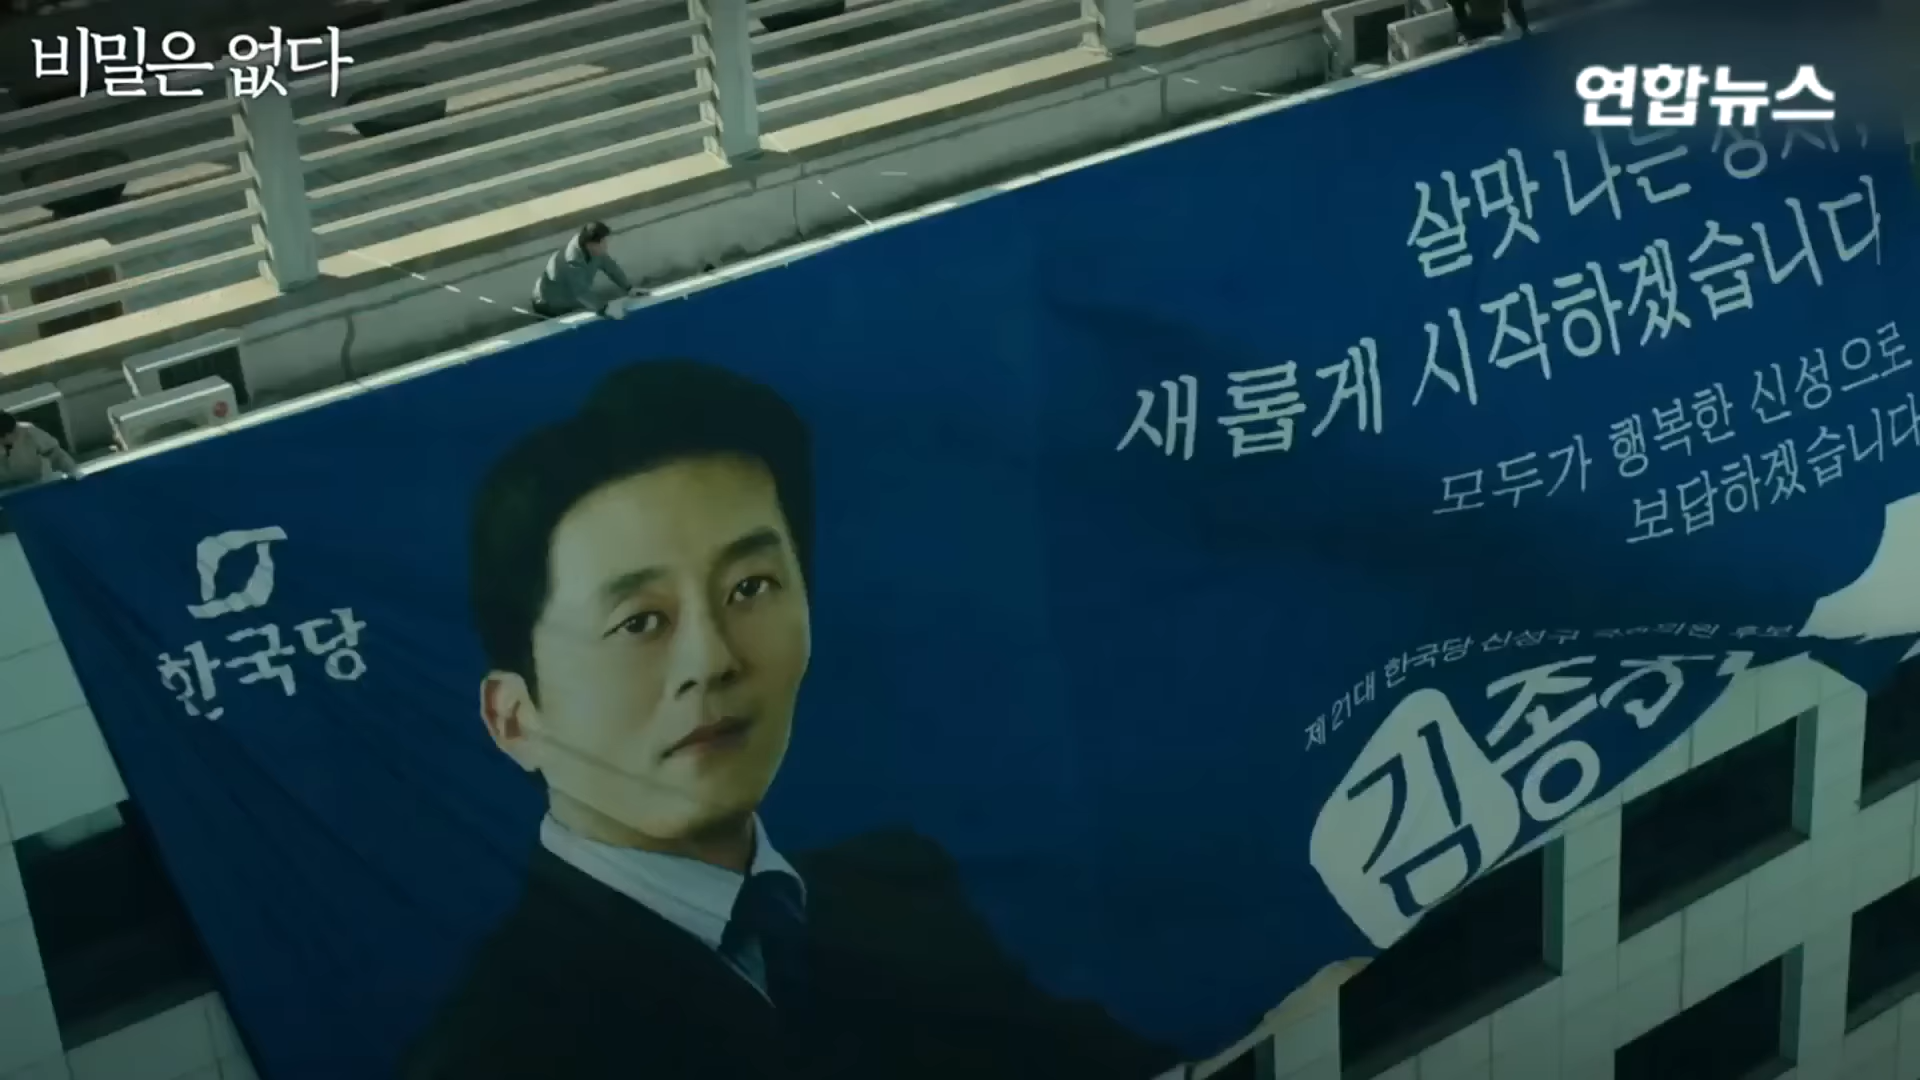 비밀은 없다
연합뉴스
살맛 나는
새롭게 시작하겠습니다
모두가 행복한 신성으로
보답하겠습니다
한국당
제21대 한국당 신성구
김종